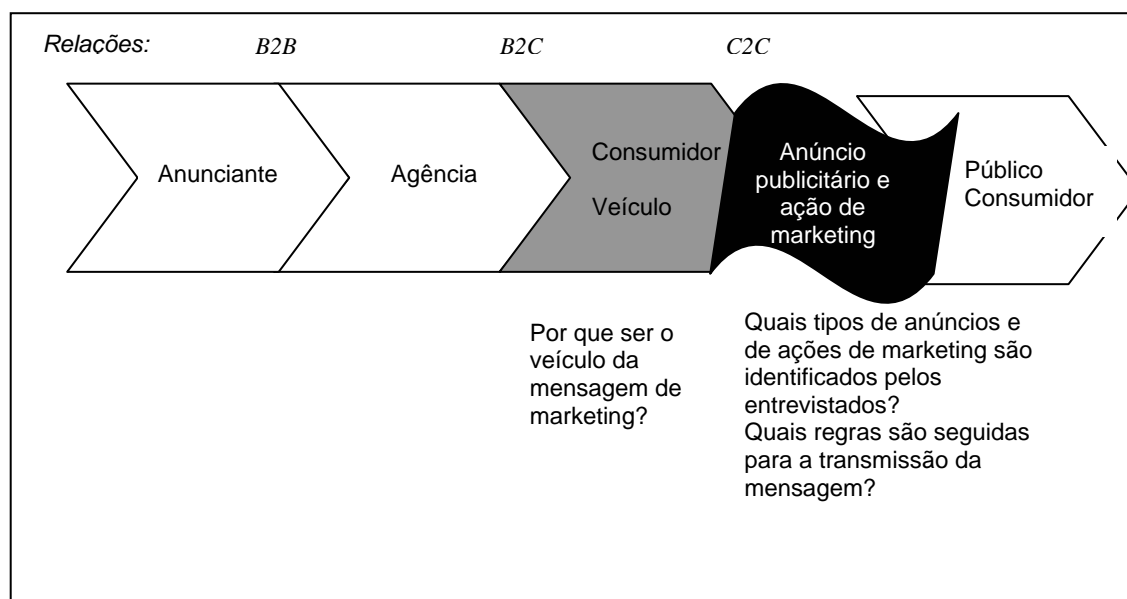 Relações: B2B B2C C2C
Anunciante
Agência
Consumidor
Veículo
Anúncio
publicitário e
ação de
marketing
Público
Consumidor
Por que ser o
veículo da
mensagem de
marketing?
Quais tipos de anúncios e
de ações de marketing são
identificados pelos
entrevistados?
Quais regras são seguidas
para a transmissão da
mensagem?